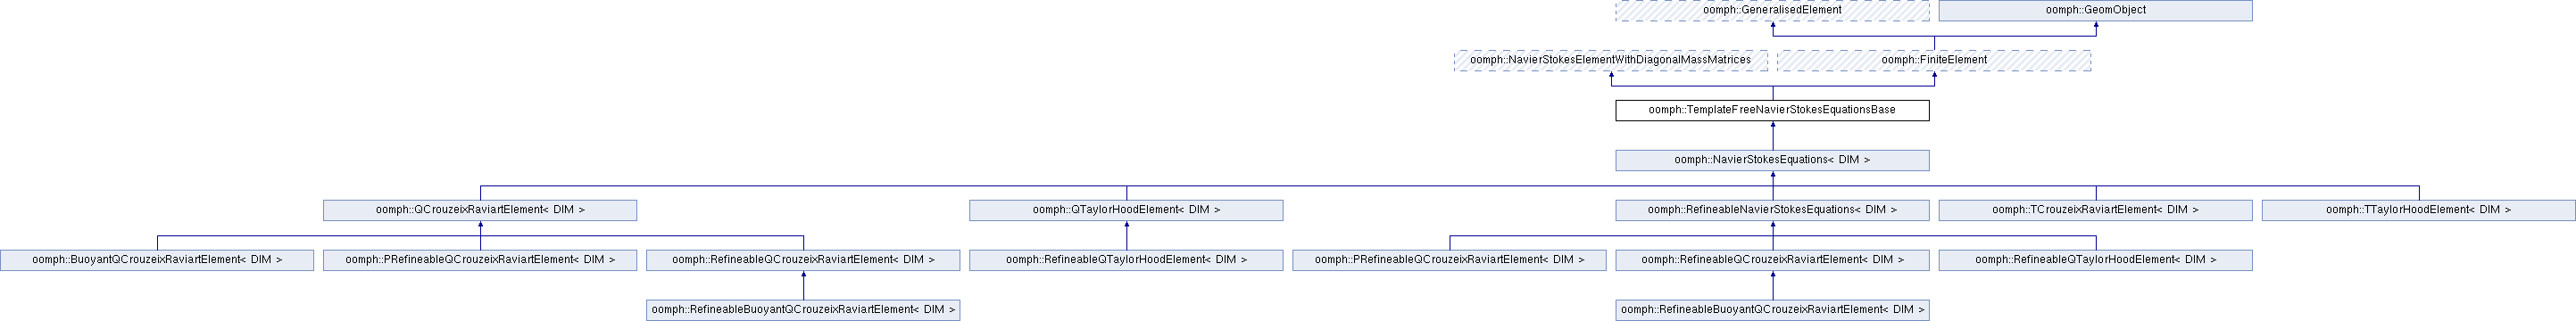 oomph::GeneralisedElement
oomph::GeomObject
oomph::NavierStokesElementWithDiagonalMassMatrices
oomph::FiniteElement
oomph::TemplateFreeNavierStokesEquationsBase
oomph::NavierStokesEquations< DIM >
oomph::QCrouzeixRaviartElement< DIM >
oomph::QTaylorHoodElement< DIM >
oomph::RefineableNavierStokesEquations< DIM >
oomph::TCrouzeixRaviartElement< DIM >
oomph::TTaylorHoodElement< DIM >
oomph::BuoyantQCrouzeixRaviartElement< DIM >
oomph::PRefineableQCrouzeixRaviartElement< DIM >
oomph::RefineableQCrouzeixRaviartElement< DIM >
oomph::RefineableQTaylorHoodElement< DIM >
oomph::PRefineableQCrouzeixRaviartElement< DIM >
oomph::RefineableQCrouzeixRaviartElement< DIM >
oomph::RefineableQTaylorHoodElement< DIM >
oomph::RefineableBuoyantQCrouzeixRaviartElement< DIM >
oomph::RefineableBuoyantQCrouzeixRaviartElement< DIM >